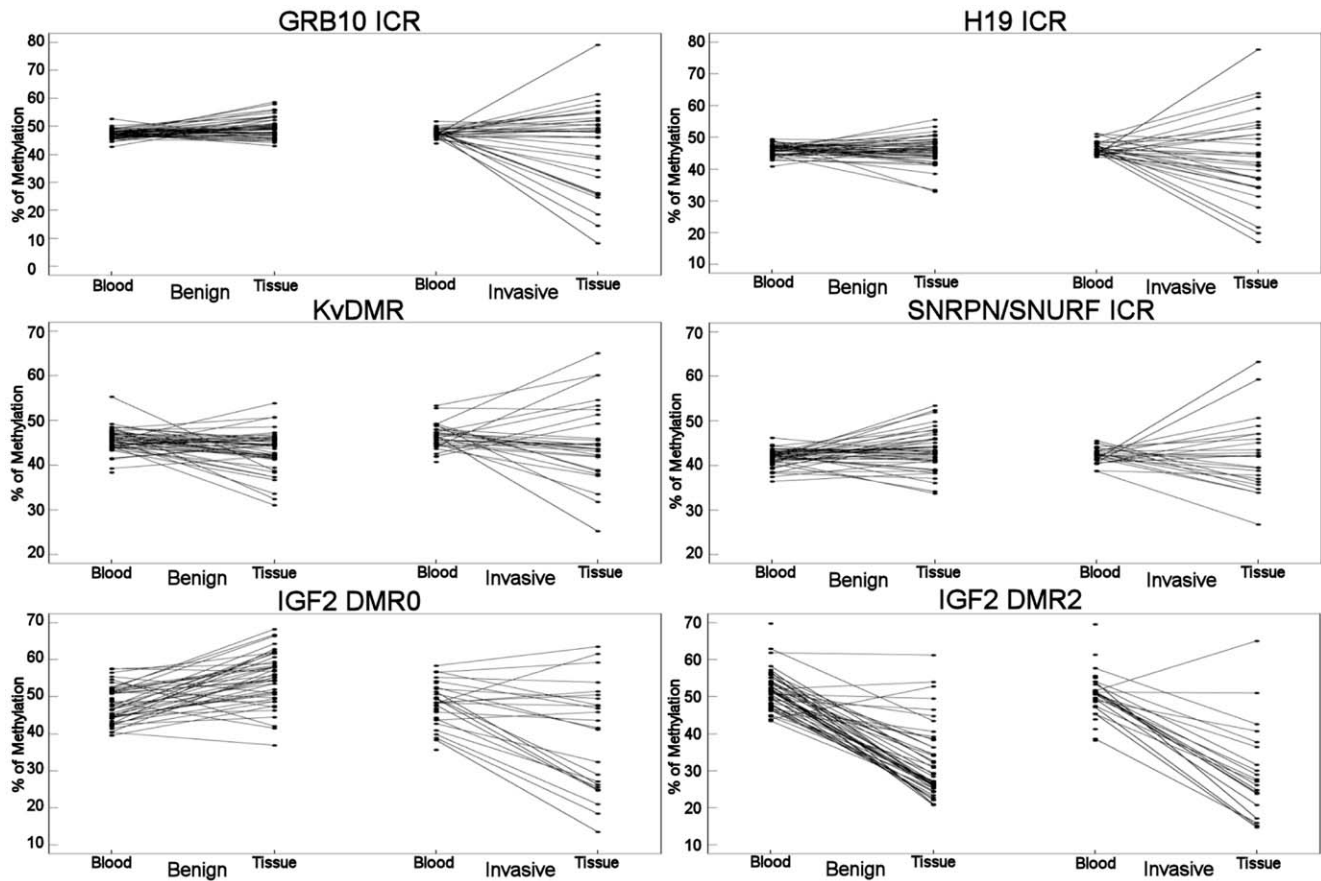 GRB10 ICR
% of Methylation
80
70
60
50
40
30
20
10
0
Blood Benign Tissue Blood Invasive Tissue
H19 ICR
% of Methylation
80
70
60
50
40
30
20
10
Blood Benign Tissue Blood Invasive Tissue
KvDMR
% of Methylation
70
60
50
40
30
20
Blood Benign Tissue Blood Invasive Tissue
SNRPN/SNURF ICR
% of Methylation
70
60
50
40
30
20
Blood Benign Tissue Blood Invasive Tissue
IGF2 DMR0
% of Methylation
70
60
50
40
30
20
10
Blood Benign Tissue Blood Invasive Tissue
IGF2 DMR2
% of Methylation
70
60
50
40
30
20
10
Blood Benign Tissue Blood Invasive Tissue